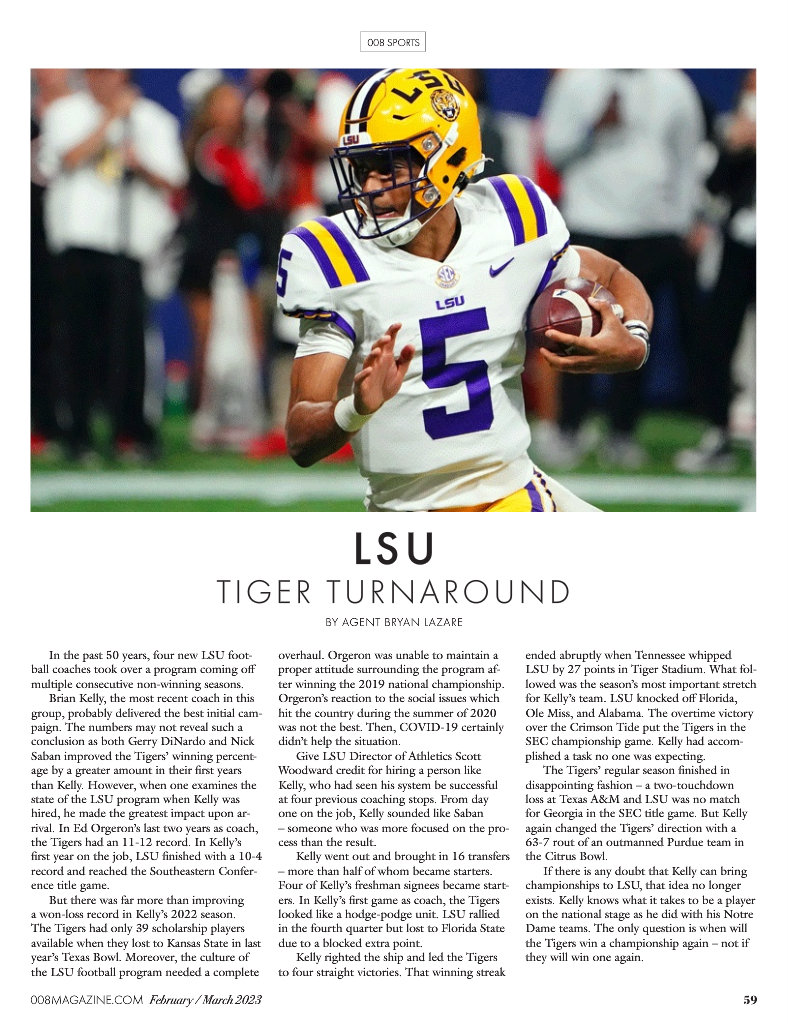 008 SPORTS
LSU
LSU
5
LSU
5
LSU
TIGER TURNAROUND
BY AGENT BRYAN LAZARE
In the past 50 years, four new LSU foot-
ball coaches took over a program coming off
multiple consecutive non-winning seasons.
Brian Kelly, the most recent coach in this
group, probably delivered the best initial cam-
paign. The numbers may not reveal such a
conclusion as both Gerry DiNardo and Nick
Saban improved the Tigers' winning percent-
age by a greater amount in their first years
than Kelly. However, when one examines the
state of the LSU program when Kelly was
hired, he made the greatest impact upon ar-
rival. In Ed Orgeron's last two years as coach,
the Tigers had an 11-12 record. In Kelly's
first year on the job, LSU finished with a 10-4
record and reached the Southeastern Confer-
ence title game.
But there was far more than improving
a won-loss record in Kelly's 2022 season.
The Tigers had only 39 scholarship players
available when they lost to Kansas State in last
year's Texas Bowl. Moreover, the culture of
the LSU football program needed a complete
overhaul. Orgeron was unable to maintain a
proper attitude surrounding the program af-
ter winning the 2019 national championship.
Orgeron's reaction to the social issues which
hit the country during the summer of 2020
was not the best. Then, COVID-19 certainly
didn't help the situation.
Give LSU Director of Athletics Scott
Woodward credit for hiring a person like
Kelly, who had seen his system be successful
at four previous coaching stops. From day
one on the job, Kelly sounded like Saban
– someone who was more focused on the pro-
cess than the result.
Kelly went out and brought in 16 transfers
– more than half of whom became starters.
Four of Kelly's freshman signees became start-
ers. In Kelly's first game as coach, the Tigers
looked like a hodge-podge unit. LSU rallied
in the fourth quarter but lost to Florida State
due to a blocked extra point.
Kelly righted the ship and led the Tigers
to four straight victories. That winning streak
ended abruptly when Tennessee whipped
LSU by 27 points in Tiger Stadium. What fol-
lowed was the season's most important stretch
for Kelly's team. LSU knocked off Florida,
Ole Miss, and Alabama. The overtime victory
over the Crimson Tide put the Tigers in the
SEC championship game. Kelly had accom-
plished a task no one was expecting.
The Tigers' regular season finished in
disappointing fashion – a two-touchdown
loss at Texas A&M and LSU was no match
for Georgia in the SEC title game. But Kelly
again changed the Tigers' direction with a
63-7 rout of an outmanned Purdue team in
the Citrus Bowl.
If there is any doubt that Kelly can bring
championships to LSU, that idea no longer
exists. Kelly knows what it takes to be a player
on the national stage as he did with his Notre
Dame teams. The only question is when will
the Tigers win a championship again – not if
they will win one again.
008MAGAZINE.COM February / March 2023
59